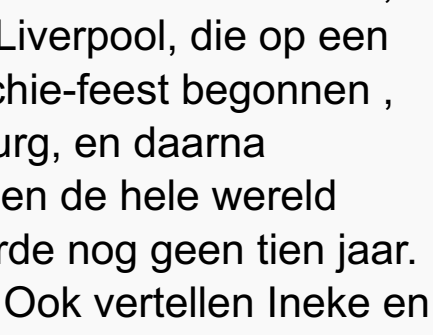 Liverpool, die op een
chie-feest begonnen ,
urg, en daarna
en de hele wereld
rde nog geen tien jaar.
Ook vertellen Ineke en